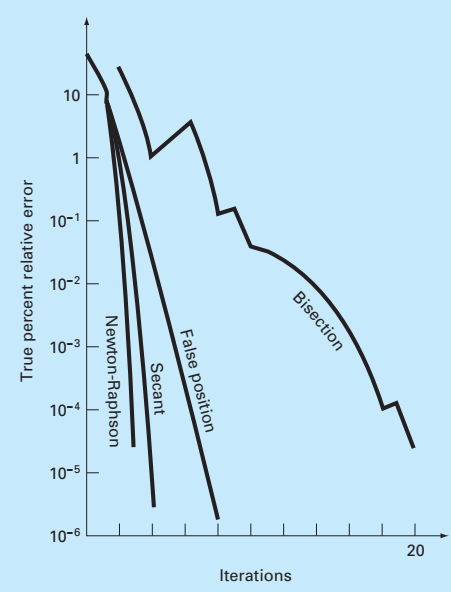 True percent relative error
10
1
10⁻¹
10⁻²
10⁻³
10⁻⁴
10⁻⁵
10⁻⁶
Newton-Raphson
Secant
False position
Bisection
20
Iterations